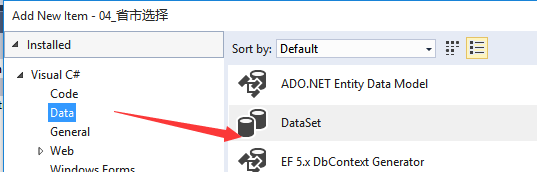 Add New Item - 04_省市选择
Installed
Sort by: Default
Visual C#
Code
Data
General
Web
Windows Forms
ADO.NET Entity Data Model
DataSet
EF 5.x DbContext Generator